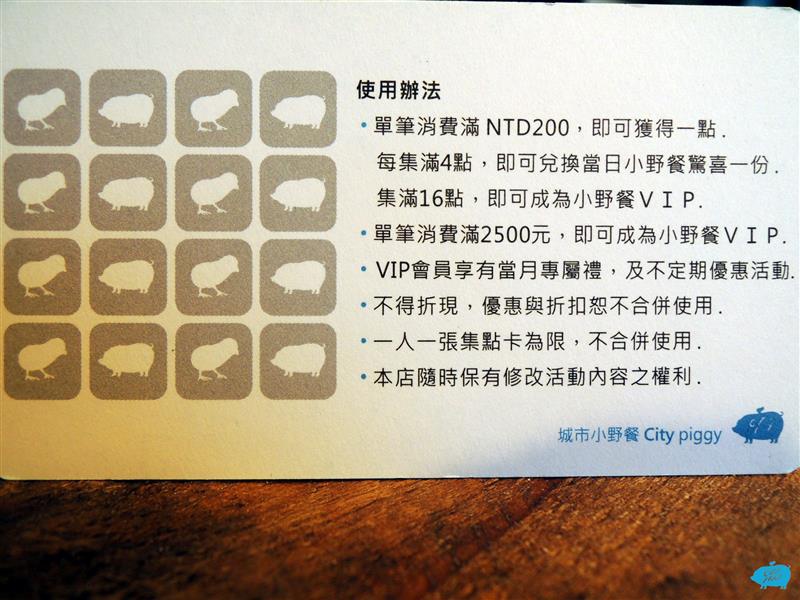 使用辦法
•單筆消費滿 NTD200，即可獲得一點.
每集滿4點，即可兌換當日小野餐驚喜一份.
集滿16點，即可成為小野餐ＶＩＰ.
•單筆消費滿2500元，即可成為小野餐ＶＩＰ.
•VIP會員享有當月專屬禮，及不定期優惠活動.
•不得折現，優惠與折扣恕不合併使用.
•一人一張集點卡為限，不合併使用.
•本店隨時保有修改活動內容之權利.
城市小野餐 City piggy